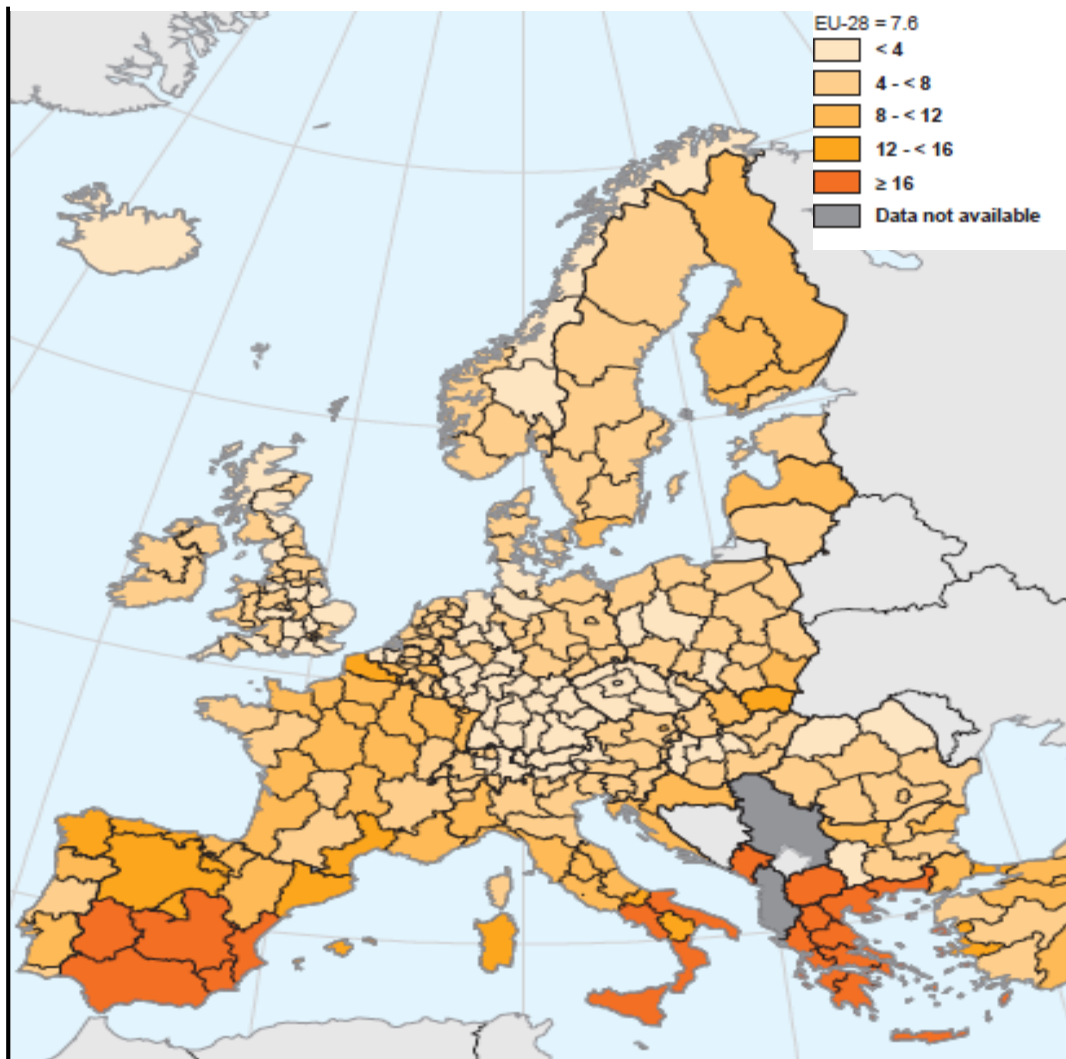 EU-28 = 7.6
< 4
4 - < 8
8 - < 12
12 - < 16
≥ 16
Data not available